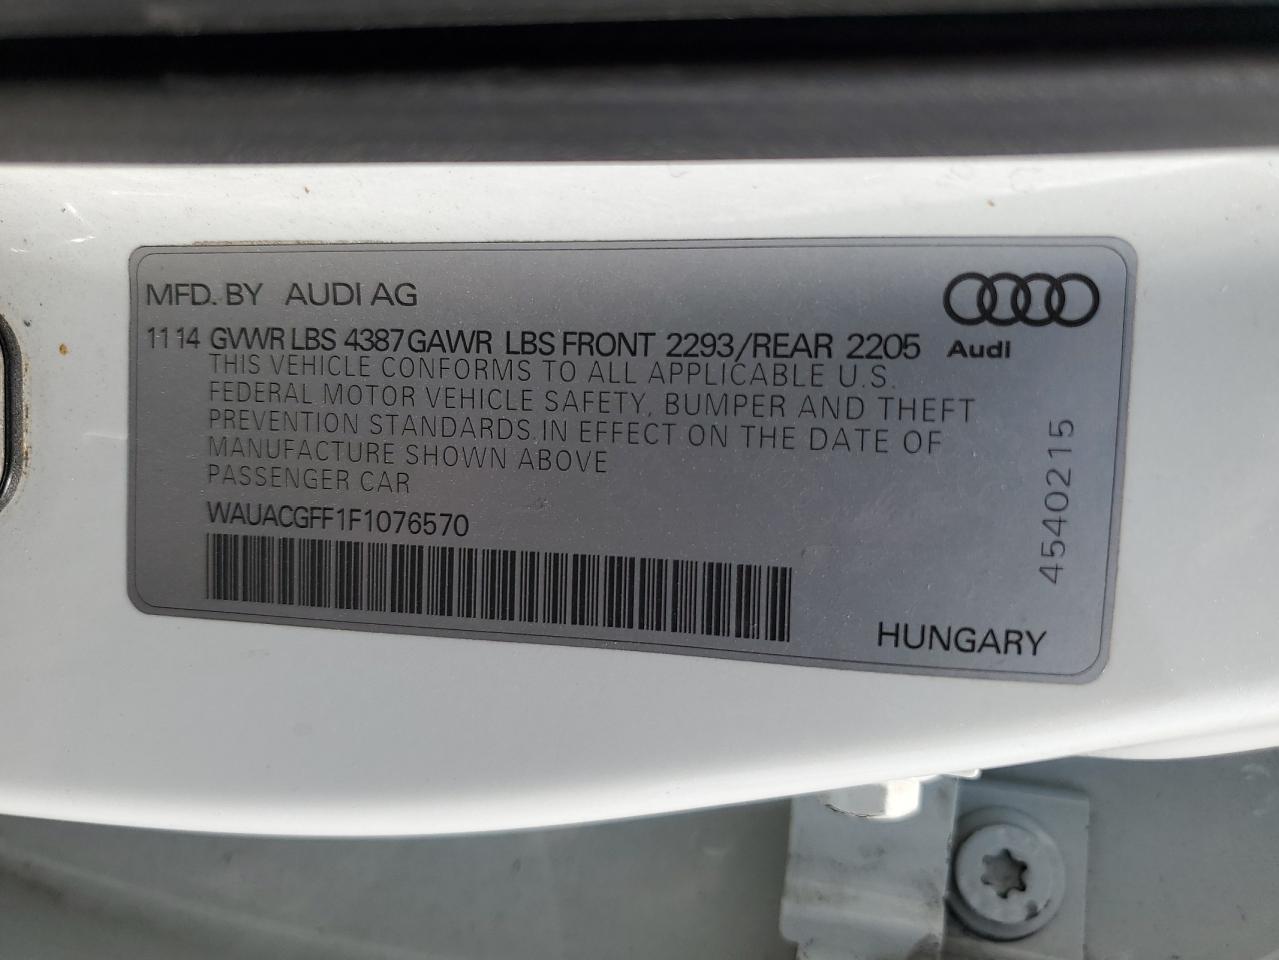 MFD. BY AUDI AG
11 14 GVWR LBS 4387 GAWR LBS FRONT 2293/REAR 2205
Audi
THIS VEHICLE CONFORMS TO ALL APPLICABLE U.S.
FEDERAL MOTOR VEHICLE SAFETY, BUMPER AND THEFT
PREVENTION STANDARDS IN EFFECT ON THE DATE OF
MANUFACTURE SHOWN ABOVE
PASSENGER CAR
WAUACGFF1F1076570
4540215
HUNGARY